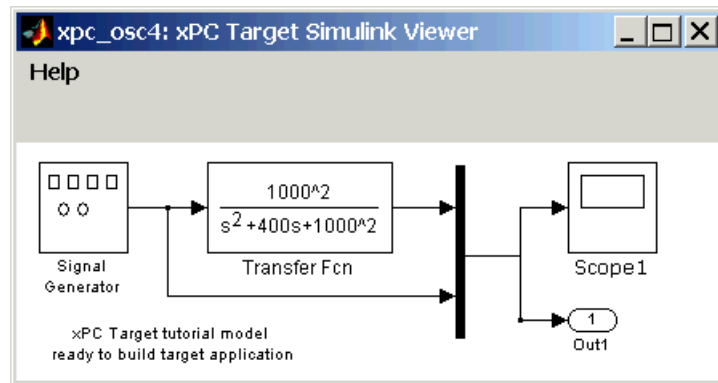 xpc_osc4: xPC Target Simulink Viewer
Help
1000^2
s^2+400s+1000^2
Signal
Generator
Transfer Fcn
Scope1
1
Out1
xPC Target tutorial model
ready to build target application